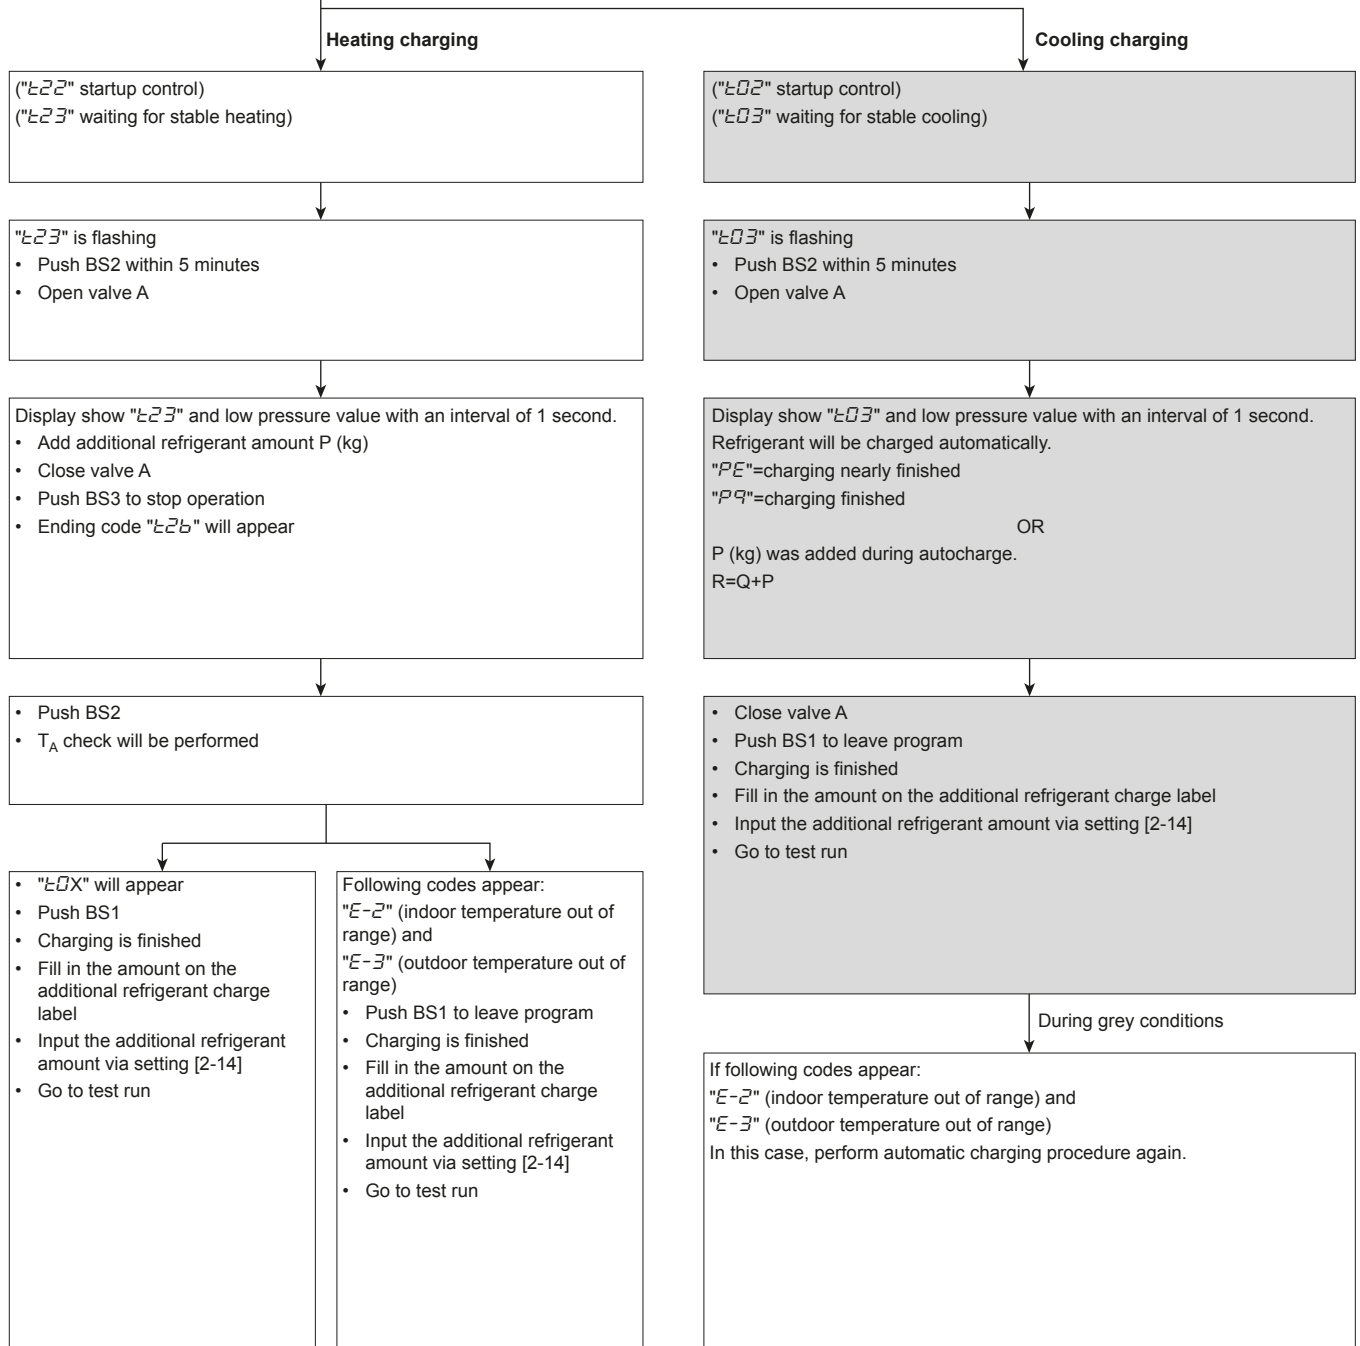 Heating charging
("t22" startup control)
("t23" waiting for stable heating)
"t23" is flashing
• Push BS2 within 5 minutes
• Open valve A
Display show "t23" and low pressure value with an interval of 1 second.
• Add additional refrigerant amount P (kg)
• Close valve A
• Push BS3 to stop operation
• Ending code "t26" will appear
• Push BS2
• TA check will be performed
• "t0X" will appear
• Push BS1
• Charging is finished
• Fill in the amount on the
additional refrigerant charge
label
• Input the additional refrigerant
amount via setting [2-14]
• Go to test run
Following codes appear:
"E-2" (indoor temperature out of
range) and
"E-3" (outdoor temperature out of
range)
• Push BS1 to leave program
• Charging is finished
• Fill in the amount on the
additional refrigerant charge
label
• Input the additional refrigerant
amount via setting [2-14]
• Go to test run
Cooling charging
("t02" startup control)
("t03" waiting for stable cooling)
"t03" is flashing
• Push BS2 within 5 minutes
• Open valve A
Display show "t03" and low pressure value with an interval of 1 second.
Refrigerant will be charged automatically.
"PE"=charging nearly finished
"P9"=charging finished
OR
P (kg) was added during autocharge.
R=Q+P
• Close valve A
• Push BS1 to leave program
• Charging is finished
• Fill in the amount on the additional refrigerant charge label
• Input the additional refrigerant amount via setting [2-14]
• Go to test run
During grey conditions
If following codes appear:
"E-2" (indoor temperature out of range) and
"E-3" (outdoor temperature out of range)
In this case, perform automatic charging procedure again.